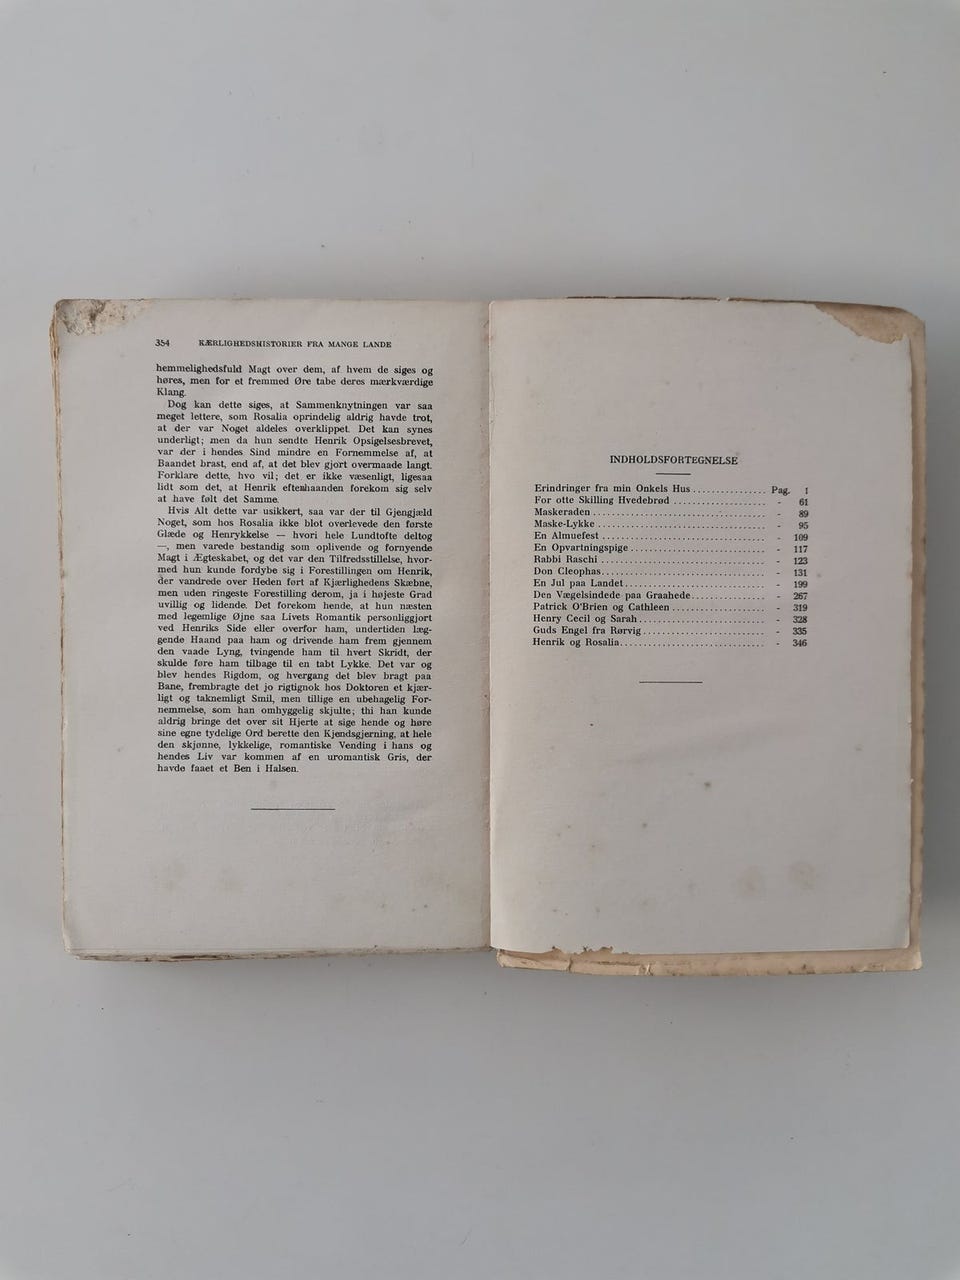 354 KÆRLIGHEDSHISTORIER FRA MANGE LANDE
hemmelighedsfuld Magt over dem, af hvem de siges og
høres, men for et fremmed Øre tabe deres mærkværdige
Klang.
Dog kan dette siges, at Sammenknytningen var saa
meget lettere, som Rosalia oprindelig aldrig havde trot,
at der var Noget aldeles overklippet. Det kan synes
underligt; men da hun sendte Henrik Opsigelsesbrevet,
var der i hendes Sind mindre en Fornemmelse af, at
Baandet brast, end af, at det blev gjort overmaade langt.
Forklare dette, hvo vil; det er ikke væsenligt, ligesaa
lidt som det, at Henrik efterhaanden forekom sig selv
at have følt det Samme.
Hvis Alt dette var usikkert, saa var der til Gjengjæld
Noget, som hos Rosalia ikke blot overlevede den første
Glæde og Henrykkelse — hvori hele Lundtofte deltog
—, men varede bestandig som oplivende og fornyende
Magt i Ægteskabet, og det var den Tilfredsstillelse, hvor-
med hun kunde fordybe sig i Forestillingen om Henrik,
der vandrede over Heden ført af Kjærlighedens Skæbne,
men uden ringeste Forestilling derom, ja i højeste Grad
uvillig og lidende. Det forekom hende, at hun næsten
med legemlige Øjne saa Livets Romantik personliggjort
ved Henriks Side eller overfor ham, undertiden læg-
gende Haand paa ham og drivende ham frem gjennem
den vaade Lyng, tvingende ham til hvert Skridt, der
skulde føre ham tilbage til en tabt Lykke. Det var og
blev hendes Rigdom, og hvergang det blev bragt paa
Bane, frembragte det jo rigtignok hos Doktoren et kjær-
ligt og taknemligt Smil, men tillige en ubehagelig For-
nemmelse, som han omhyggelig skjulte; thi han kunde
aldrig bringe det over sit Hjerte at sige hende og høre
sine egne tydelige Ord berette den Kjendsgjerning, at hele
den skjønne, lykkelige, romantiske Vending i hans og
hendes Liv var kommen af en uromantisk Gris, der
havde faaet et Ben i Halsen.
INDHOLDSFORTEGNELSE
Erindringer fra min Onkels Hus ............... Pag. 1
For otte Skilling Hvedebrød .................... - 61
Maskeraden .................................... - 89
Maske-Lykke ................................... - 95
En Almuefest .................................. - 109
En Opvartningspige ............................ - 117
Rabbi Raschi .................................. - 123
Don Cleophas .................................. - 131
En Jul paa Landet ............................. - 199
Den Vægelsindede paa Graahede ................ - 267
Patrick O'Brien og Cathleen .................... - 319
Henry Cecil og Sarah ........................... - 328
Guds Engel fra Rørvig .......................... - 335
Henrik og Rosalia .............................. - 346